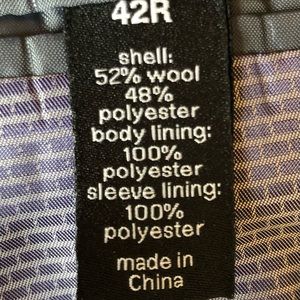 42R
shell:
52% wool
48%
polyester
body lining:
100%
polyester
sleeve lining:
100%
polyester
made in
China